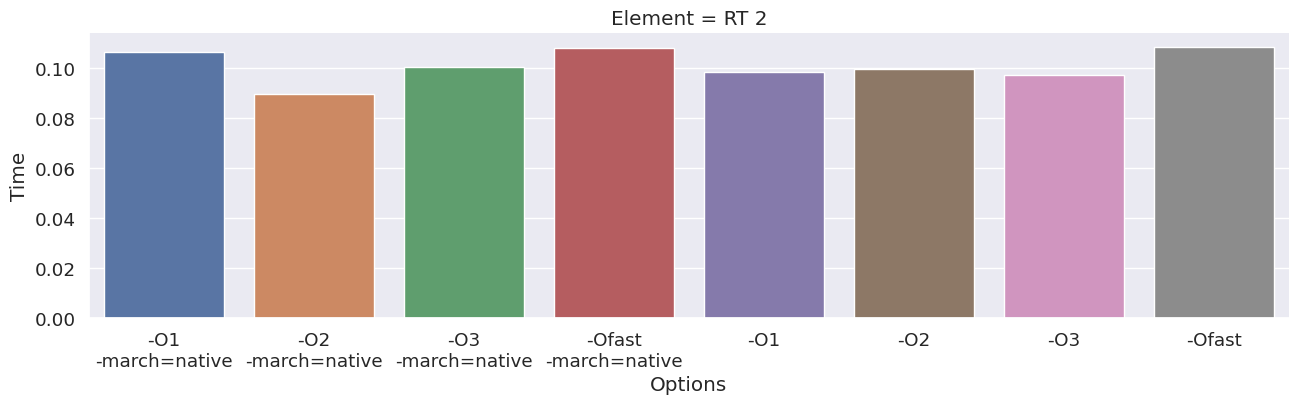 Element = RT 2
Time
0.10
0.08
0.06
0.04
0.02
0.00
-O1 -O2 -O3 -Ofast -O1 -O2 -O3 -Ofast
-march=native -march=native -march=native -march=native
Options